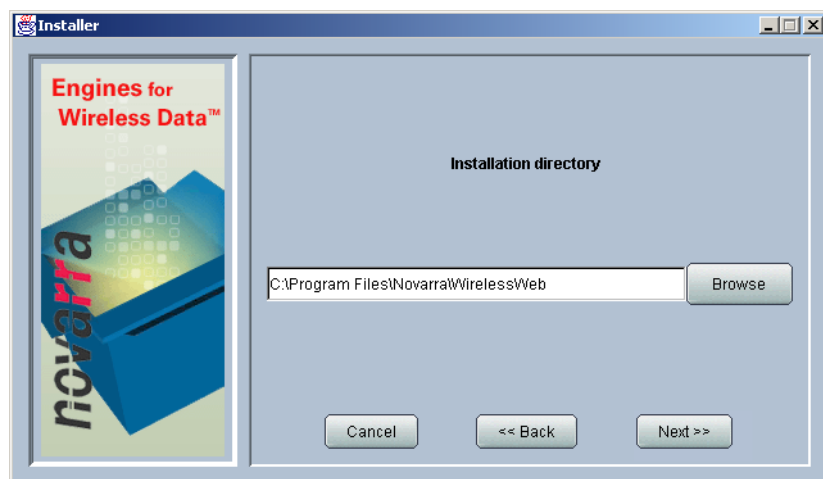 Installer
Engines for
Wireless Data™
novarra
Installation directory
C:\Program Files\Novarra\WirelessWeb
Browse
Cancel
<< Back
Next >>